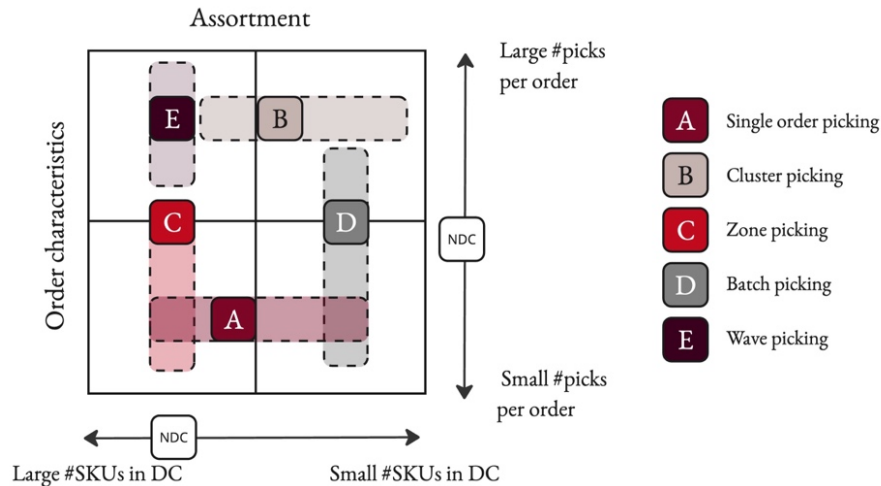 Assortment
Order characteristics
E
B
C
D
A
Large #picks
per order
NDC
Small #picks
per order
NDC
Large #SKUs in DC
Small #SKUs in DC
A Single order picking
B Cluster picking
C Zone picking
D Batch picking
E Wave picking